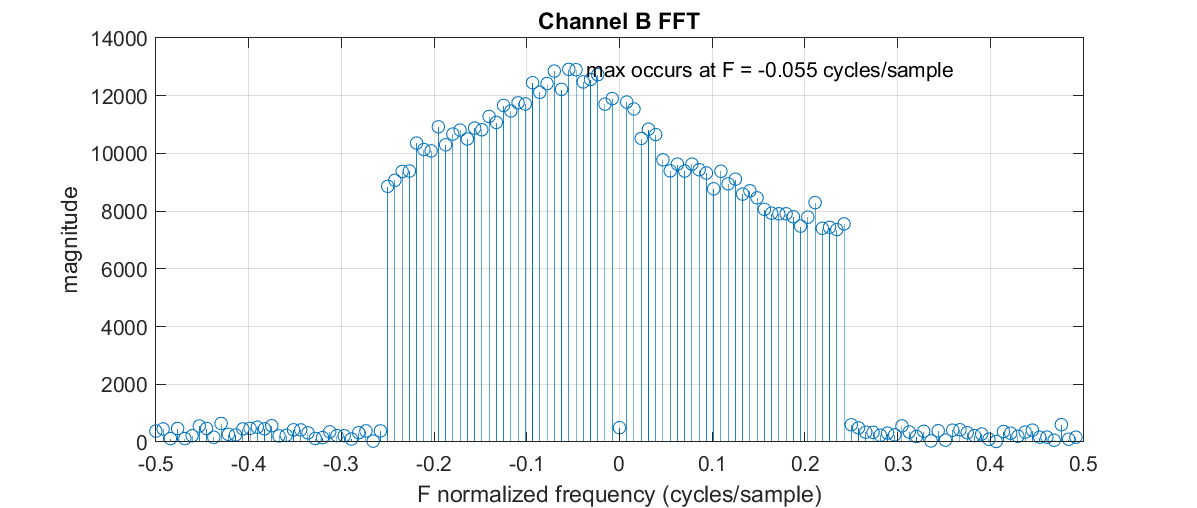 Channel B FFT
14000
12000
10000
8000
6000
4000
2000
0
magnitude
max occurs at F = -0.055 cycles/sample
-0.5 -0.4 -0.3 -0.2 -0.1 0 0.1 0.2 0.3 0.4 0.5
F normalized frequency (cycles/sample)